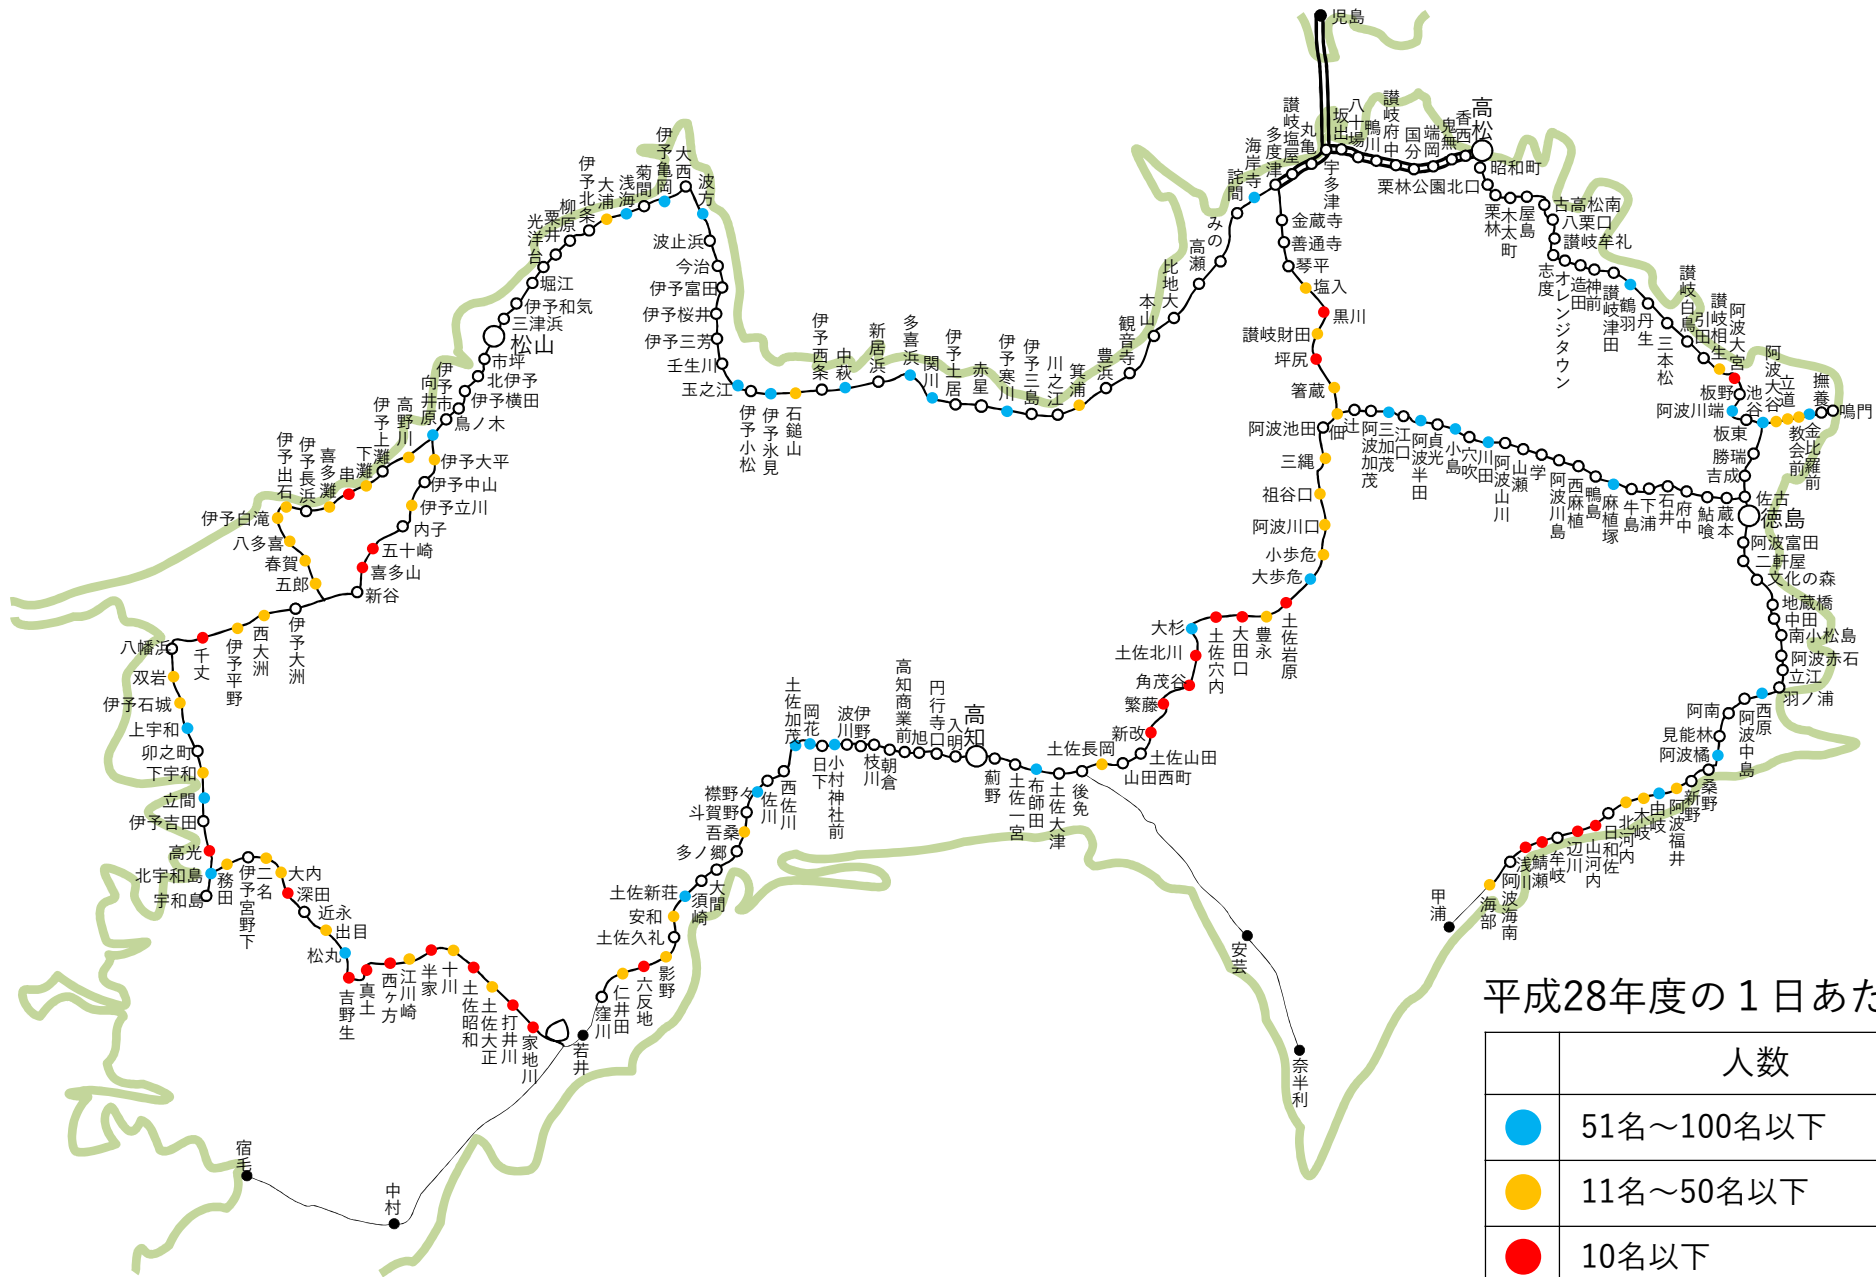 児島
高松
香西
鬼無
端岡
国分
讃岐府中
鴨川
八十場
坂出
宇多津
丸亀
讃岐塩屋
多度津
海岸寺
詫間
みの
高瀬
比地大
本山
観音寺
豊浜
箕浦
川之江
伊予三島
伊予寒川
赤星
伊予土居
関川
多喜浜
新居浜
中萩
伊予西条
石鎚山
伊予氷見
伊予小松
玉之江
壬生川
伊予三芳
伊予桜井
伊予富田
今治
波止浜
波方
大西
伊予亀岡
菊間
浅海
大浦
伊予北条
柳原
粟井
光洋台
堀江
伊予和気
三津浜
松山
市坪
北伊予
伊予横田
鳥ノ木
伊予市
向井原
高野川
伊予上灘
下灘
串
喜多灘
伊予長浜
伊予出石
伊予白滝
八多喜
春賀
五郎
伊予大平
伊予中山
伊予立川
内子
五十崎
喜多山
新谷
伊予大洲
西大洲
伊予平野
千丈
八幡浜
双岩
伊予石城
上宇和
卯之町
下宇和
立間
伊予吉田
高光
北宇和島
宇和島
務田
伊予宮野下
二名
大内
深田
近永
出目
松丸
吉野生
真土
西ヶ方
江川崎
半家
十川
土佐昭和
土佐大正
打井川
家地川
若井
宿毛
中村
窪川
仁井田
六反地
影野
土佐久礼
安和
土佐新荘
須崎
大間
多ノ郷
吾桑
斗賀野
襟野々
佐川
西佐川
土佐加茂
岡花
日下
小村神社前
波川
伊野
枝川
朝倉
高知商業前
旭
円行寺口
入明
高知
薊野
土佐一宮
布師田
土佐大津
後免
土佐長岡
山田西町
土佐山田
新改
繁藤
角茂谷
土佐北川
大杉
土佐穴内
大田口
豊永
土佐岩原
大歩危
小歩危
阿波川口
祖谷口
三縄
阿波池田
佃
箸蔵
坪尻
讃岐財田
黒川
塩入
琴平
善通寺
金蔵寺
辻
阿波加茂
三加茂
江口
阿波半田
貞光
小島
穴吹
川田
阿波山川
山瀬
学
阿波川島
西麻植
鴨島
麻植塚
牛島
下浦
石井
府中
鮎喰
蔵本
佐古
徳島
昭和町
栗林公園北口
栗林
木太町
屋島
古高松南
八栗口
讃岐牟礼
志度
オレンジタウン
造田
神前
讃岐津田
鶴羽
丹生
三本松
讃岐白鳥
引田
讃岐相生
阿波大宮
板野
阿波川端
板東
池谷
勝瑞
吉成
阿波大谷
立道
教会前
金比羅前
撫養
鳴門
阿波富田
二軒屋
文化の森
地蔵橋
中田
南小松島
阿波赤石
立江
羽ノ浦
西原
阿波中島
阿南
見能林
阿波橘
桑野
新野
阿波福井
由岐
木岐
北河内
日和佐
山河内
辺川
牟岐
鯖瀬
浅川
阿波海南
海部
甲浦
安芸
奈半利
平成28年度の１日あた
人数
51名～100名以下
11名～50名以下
10名以下